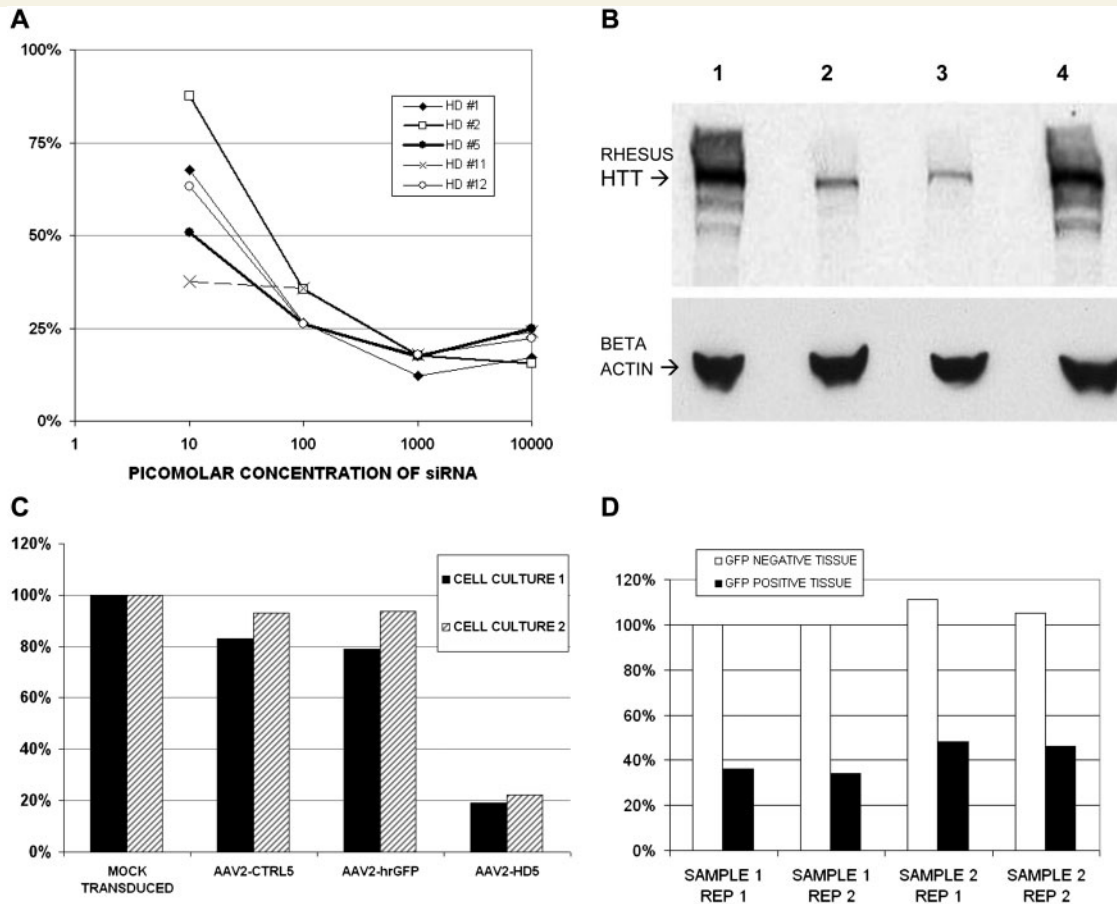 A
100%
75%
50%
25%
0%
HD #1
HD #2
HD #5
HD #11
HD #12
1
10
100
1000
10000
PICOMOLAR CONCENTRATION OF siRNA
B
1 2 3 4
RHESUS
HTT →
BETA
ACTIN →
C
120%
100%
80%
60%
40%
20%
0%
CELL CULTURE 1
CELL CULTURE 2
MOCK
TRANSDUCED
AAV2-CTRL5
AAV2-hrGFP
AAV2-HD5
D
GFP NEGATIVE TISSUE
GFP POSITIVE TISSUE
120%
100%
80%
60%
40%
20%
0%
SAMPLE 1
REP 1
SAMPLE 1
REP 2
SAMPLE 2
REP 1
SAMPLE 2
REP 2